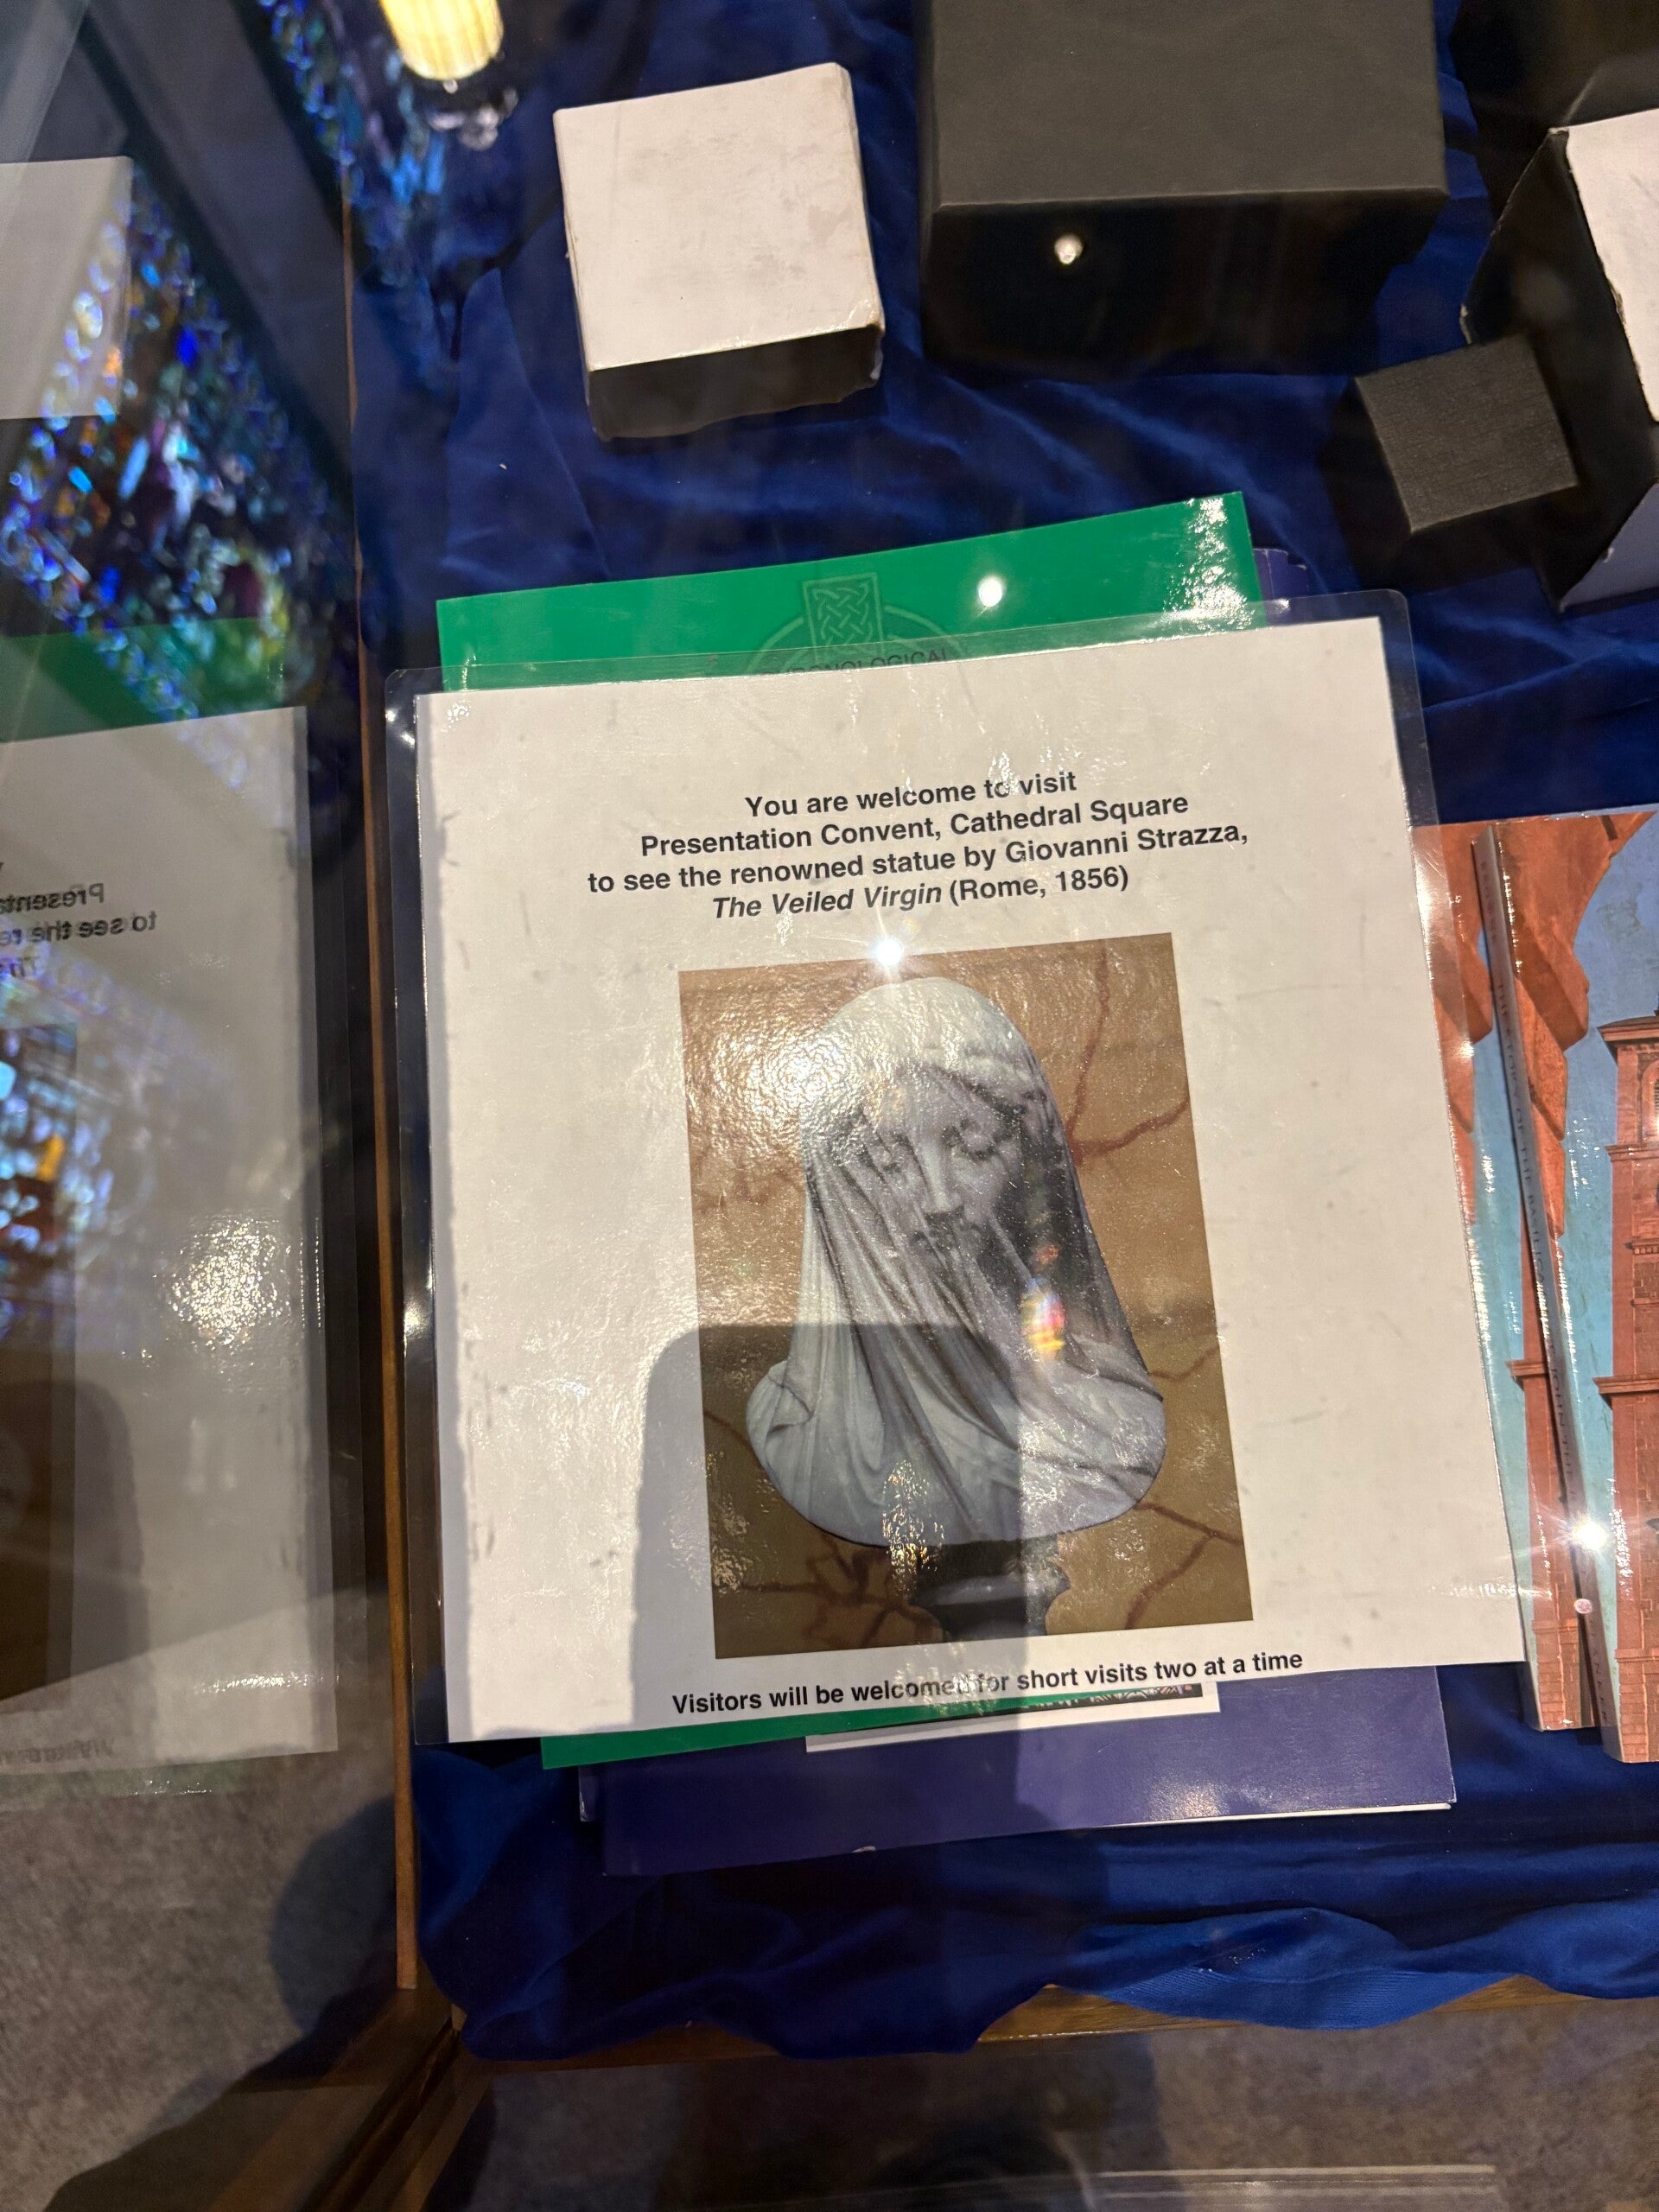 CHRONOLOGICAL
You are welcome to visit
Presentation Convent, Cathedral Square
to see the renowned statue by Giovanni Strazza,
The Veiled Virgin (Rome, 1856)
Visitors will be welcomed for short visits two at a time